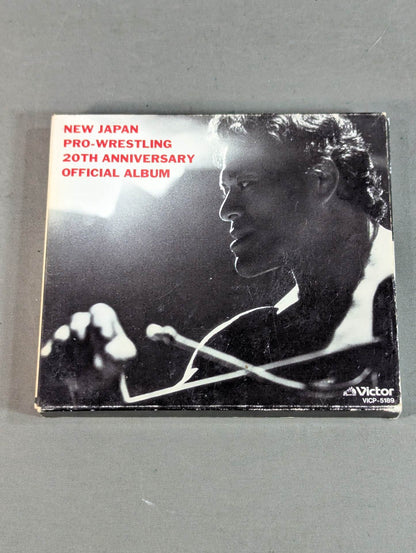 NEW JAPAN
PRO-WRESTLING
20TH ANNIVERSARY
OFFICIAL ALBUM
Victor
VICP-5189